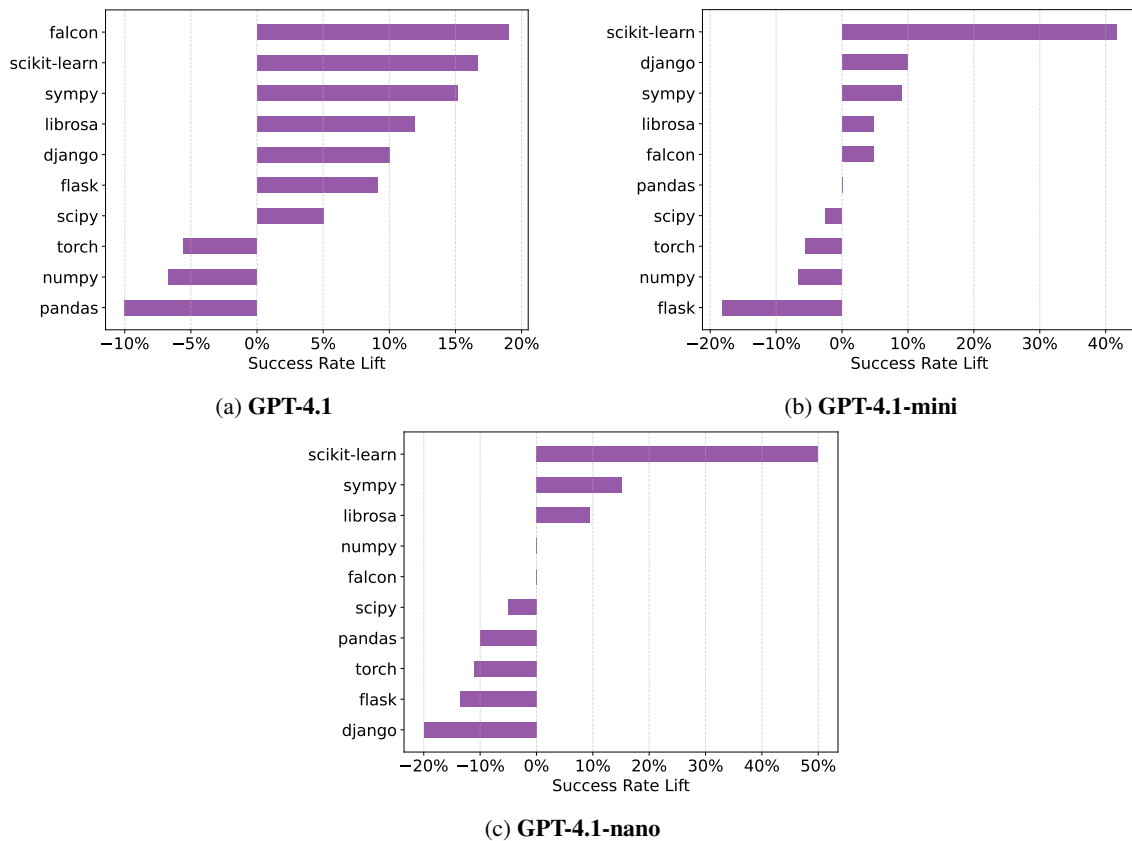 falcon
scikit-learn
sympy
librosa
django
flask
scipy
torch
numpy
pandas
−10% −5% 0% 5% 10% 15% 20%
Success Rate Lift
(a) GPT-4.1
scikit-learn
django
sympy
librosa
falcon
pandas
scipy
torch
numpy
flask
−20% −10% 0% 10% 20% 30% 40%
Success Rate Lift
(b) GPT-4.1-mini
scikit-learn
sympy
librosa
numpy
falcon
scipy
pandas
torch
flask
django
−20% −10% 0% 10% 20% 30% 40% 50%
Success Rate Lift
(c) GPT-4.1-nano